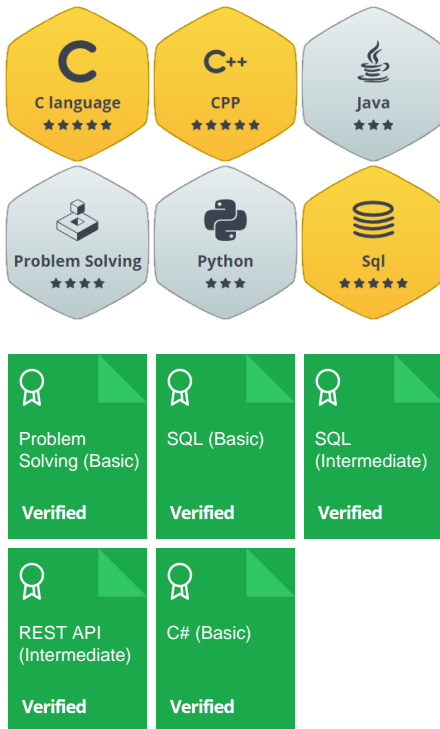 C++
C language
CPP
Java
★★★★★
★★★★★
★★★
Problem Solving
Python
Sql
★★★★
★★★
★★★★★
Problem
Solving (Basic)
Verified
SQL (Basic)
Verified
SQL
(Intermediate)
Verified
REST API
(Intermediate)
Verified
C# (Basic)
Verified